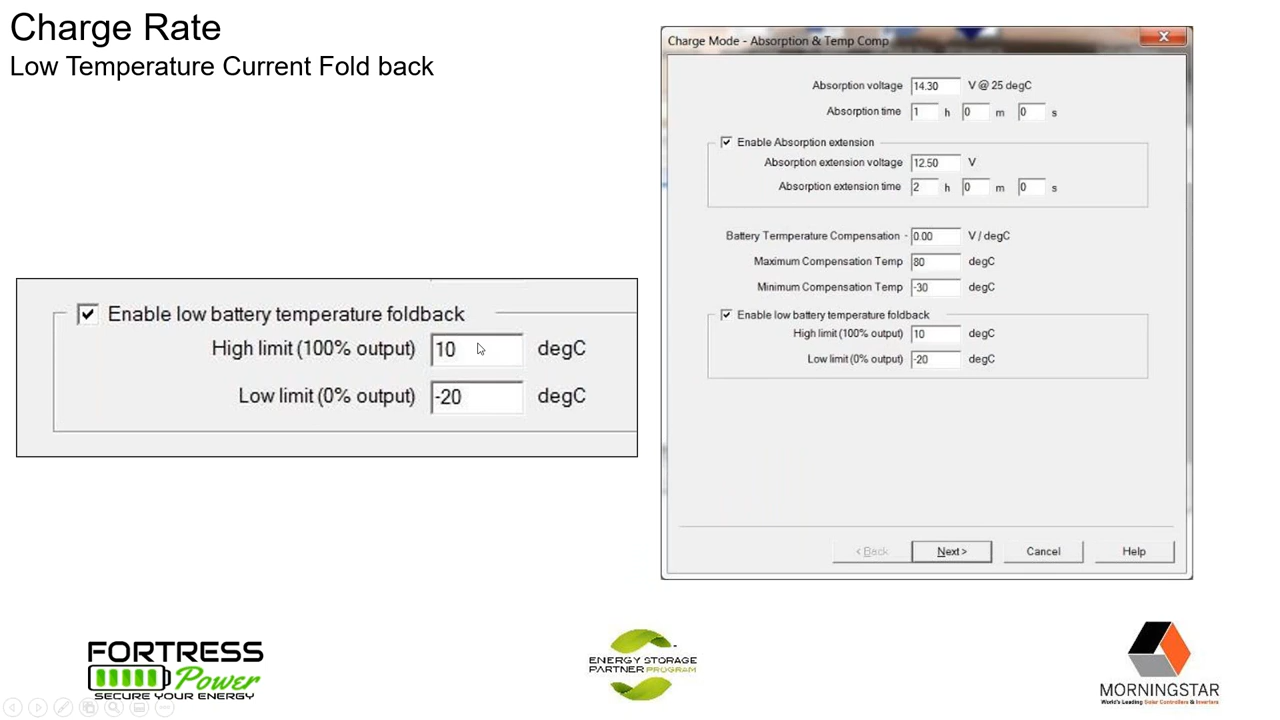 Charge Rate
Low Temperature Current Fold back
Enable low battery temperature foldback
High limit (100% output) 10 degC
Low limit (0% output) -20 degC
Charge Mode - Absorption & Temp Comp
Absorption voltage 14.30 V @ 25 degC
Absorption time 1 h 0 m 0 s
Enable Absorption extension
Absorption extension voltage 12.50 V
Absorption extension time 2 h 0 m 0 s
Battery Termperature Compensation - 0.00 V / degC
Maximum Compensation Temp 80 degC
Minimum Compensation Temp -30 degC
Enable low battery temperature foldback
High limit (100% output) 10 degC
Low limit (0% output) -20 degC
< Back Next > Cancel Help
FORTRESS
Power
SECURE YOUR ENERGY
ENERGY STORAGE
PARTNER PROGRAM
MORNINGSTAR
World's Leading Solar Controllers & Inverters